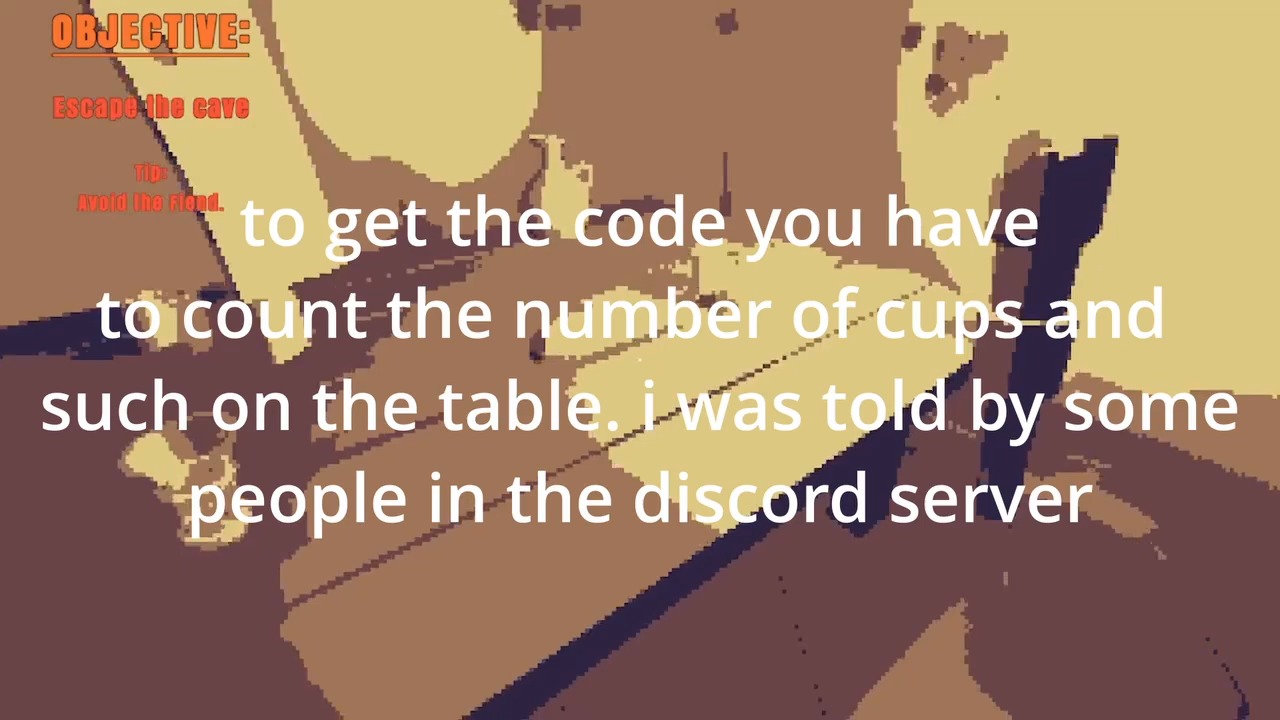 OBJECTIVE:
Escape the cave
Tip:
Avoid the Fiend.
to get the code you have
to count the number of cups and
such on the table. i was told by some
people in the discord server